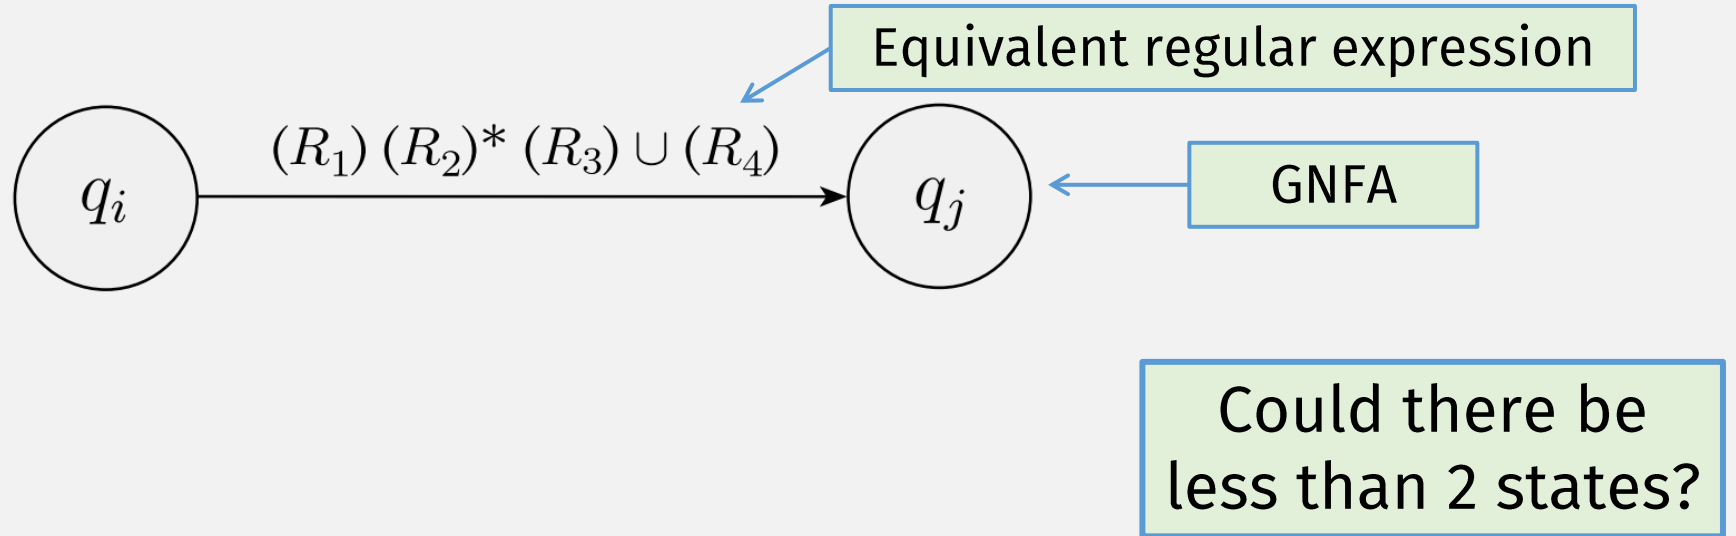 Equivalent regular expression
(R₁) (R₂)* (R₃) ∪ (R₄)
qᵢ
qⱼ
GNFA
Could there be
less than 2 states?